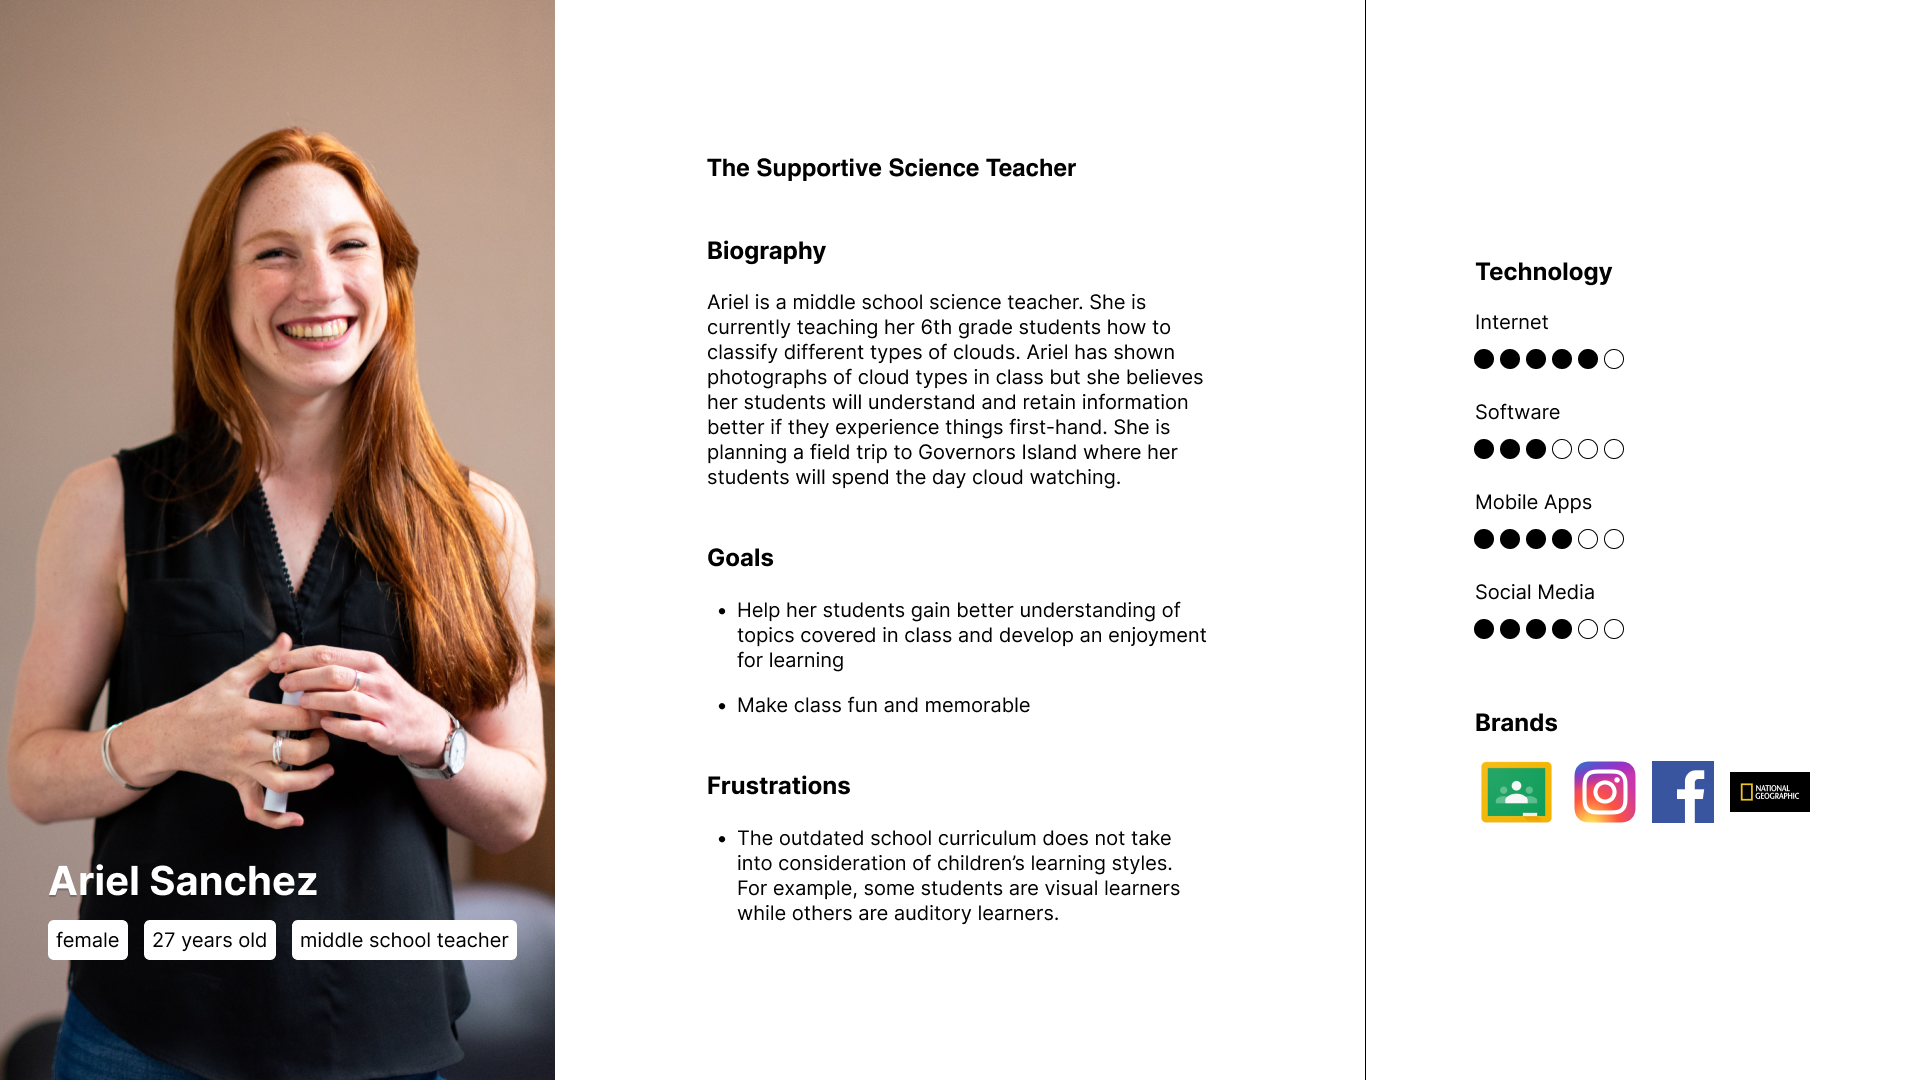 Ariel Sanchez
female
27 years old
middle school teacher
The Supportive Science Teacher
Biography
Ariel is a middle school science teacher. She is
currently teaching her 6th grade students how to
classify different types of clouds. Ariel has shown
photographs of cloud types in class but she believes
her students will understand and retain information
better if they experience things first-hand. She is
planning a field trip to Governors Island where her
students will spend the day cloud watching.
Goals
• Help her students gain better understanding of
topics covered in class and develop an enjoyment
for learning
• Make class fun and memorable
Frustrations
• The outdated school curriculum does not take
into consideration of children’s learning styles.
For example, some students are visual learners
while others are auditory learners.
Technology
Internet
Software
Mobile Apps
Social Media
Brands
NATIONAL
GEOGRAPHIC